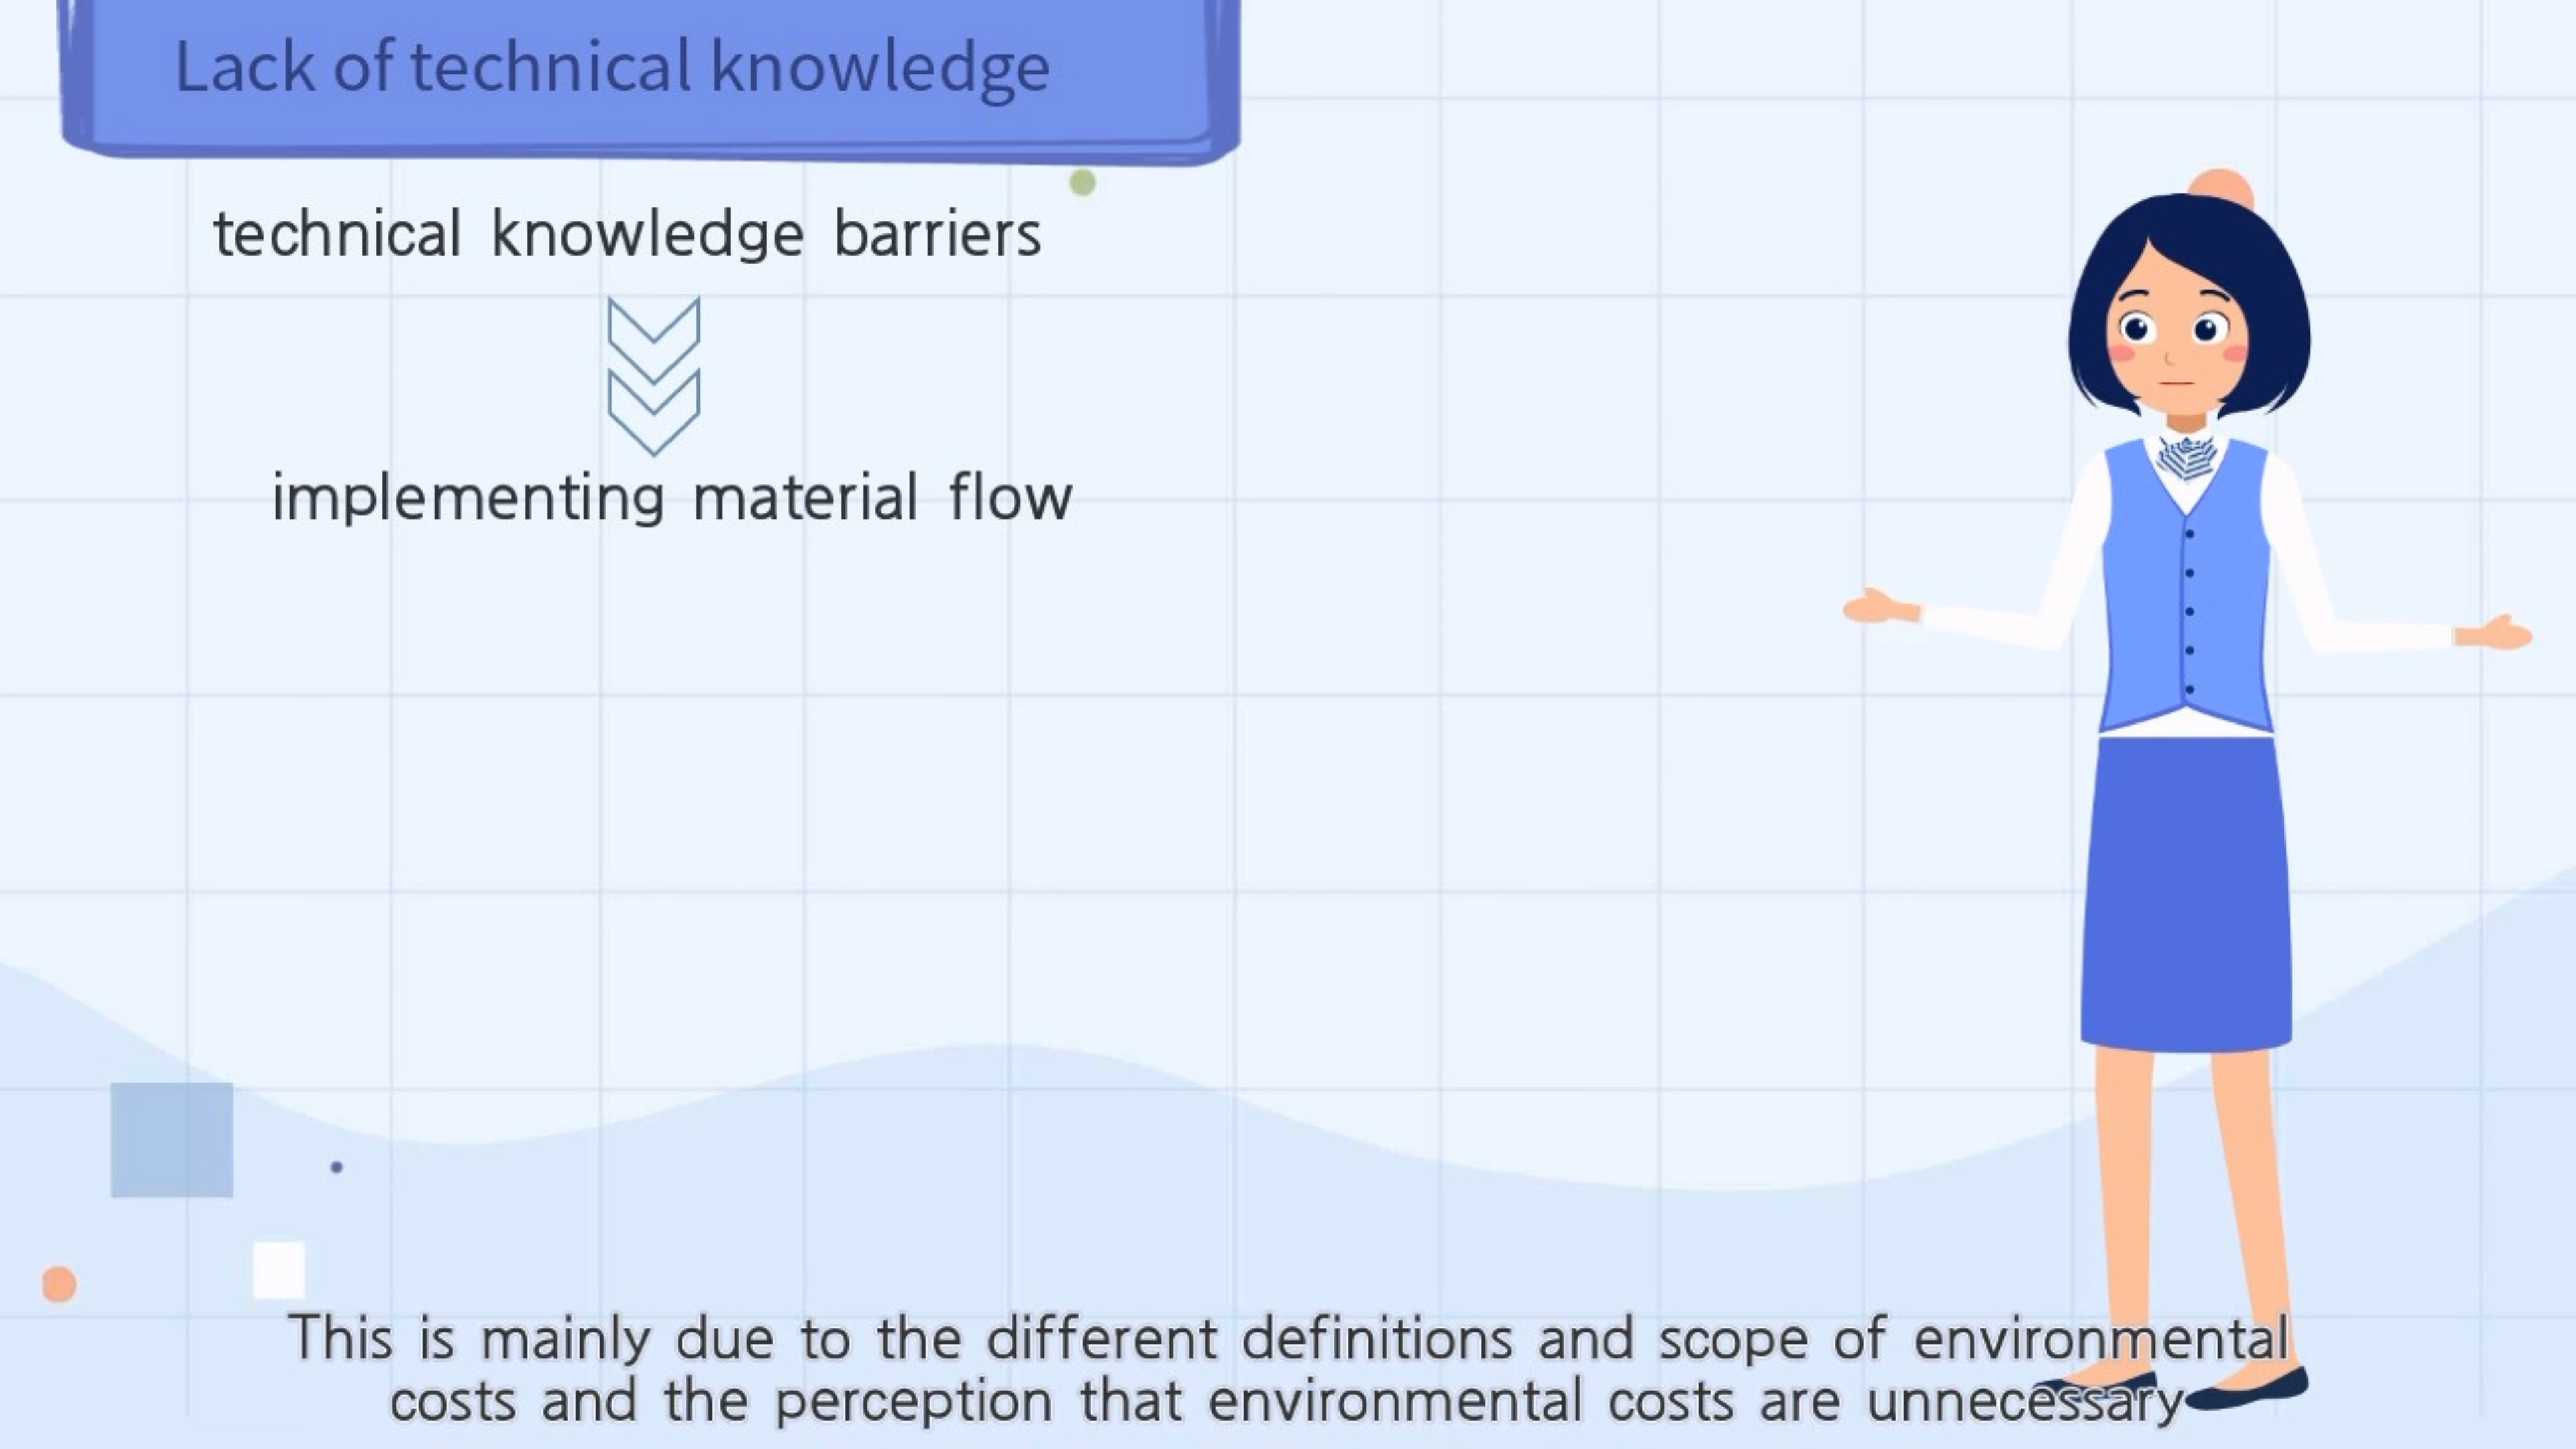 Lack of technical knowledge
technical knowledge barriers
implementing material flow
This is mainly due to the different definitions and scope of environmental
costs and the perception that environmental costs are unnecessary